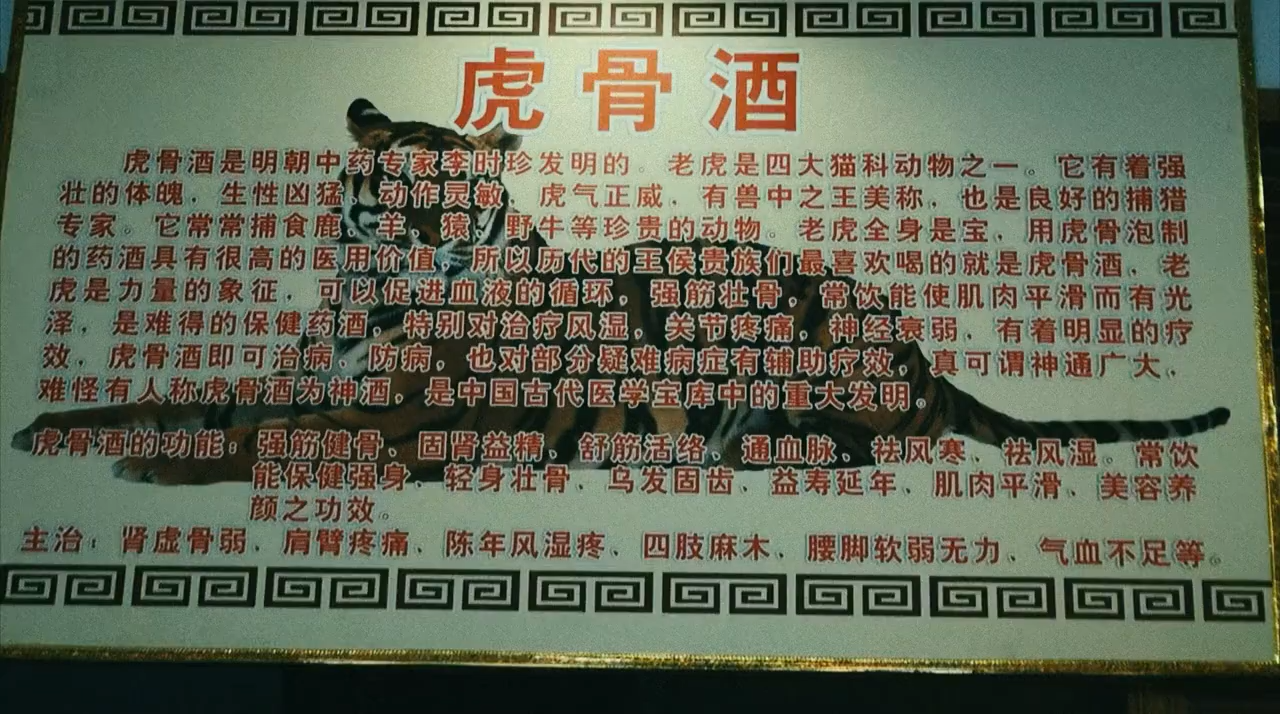 虎骨酒
虎骨酒是明朝中药专家李时珍发明的。老虎是四大猫科动物之一。它有着强
壮的体魄，生性凶猛、动作灵敏、虎气正威，有兽中之王美称，也是良好的捕猎
专家。它常常捕食鹿、羊、猿、野牛等珍贵的动物。老虎全身是宝，用虎骨泡制
的药酒具有很高的医用价值，所以历代的王侯贵族们最喜欢喝的就是虎骨酒，老
虎是力量的象征，可以促进血液的循环，强筋壮骨，常饮能使肌肉平滑而有光
泽，是难得的保健药酒，特别对治疗风湿，关节疼痛，神经衰弱，有着明显的疗
效，虎骨酒即可治病、防病，也对部分疑难病症有辅助疗效，真可谓神通广大，
难怪有人称虎骨酒为神酒，是中国古代医学宝库中的重大发明。
虎骨酒的功能：强筋健骨、固肾益精、舒筋活络、通血脉、祛风寒、祛风湿。常饮
能保健强身、轻身壮骨、乌发固齿、益寿延年、肌肉平滑、美容养
颜之功效。
主治：肾虚骨弱、肩臂疼痛、陈年风湿疼、四肢麻木、腰脚软弱无力、气血不足等。